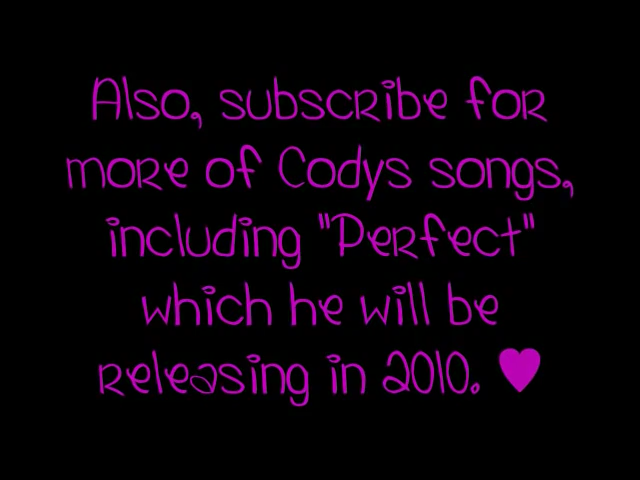 Also, subscribe for
more of Codys songs,
including "Perfect"
which he will be
releasing in 2010. ♥